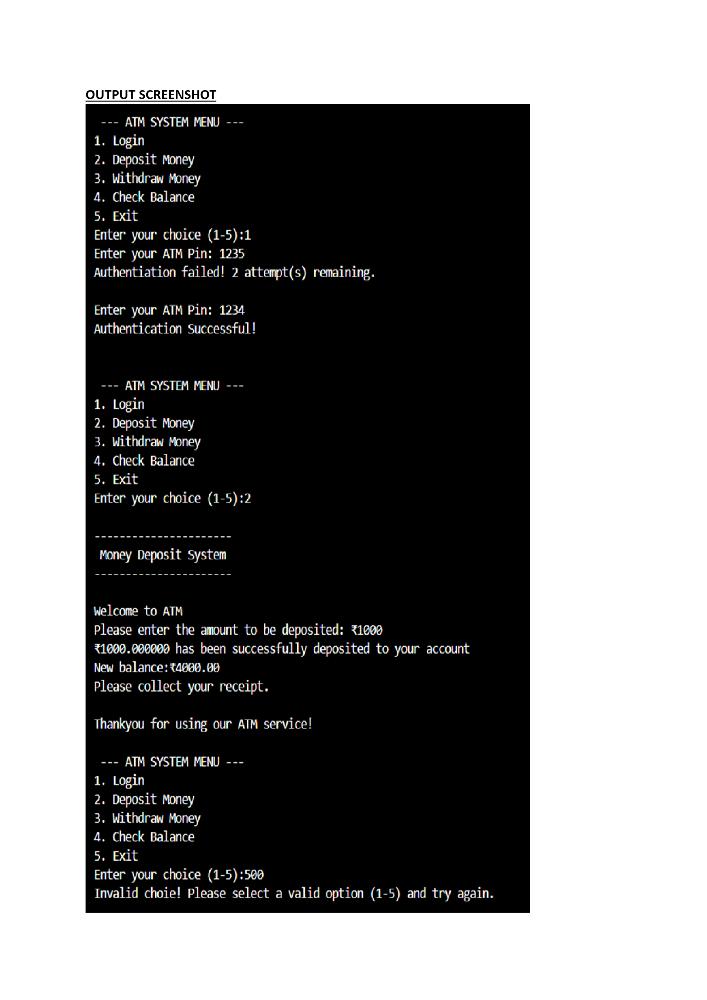 OUTPUT SCREENSHOT
--- ATM SYSTEM MENU ---
1. Login
2. Deposit Money
3. Withdraw Money
4. Check Balance
5. Exit
Enter your choice (1-5):1
Enter your ATM Pin: 1235
Authentiation failed! 2 attempt(s) remaining.
Enter your ATM Pin: 1234
Authentication Successful!
--- ATM SYSTEM MENU ---
1. Login
2. Deposit Money
3. Withdraw Money
4. Check Balance
5. Exit
Enter your choice (1-5):2
----------------------
Money Deposit System
----------------------
Welcome to ATM
Please enter the amount to be deposited: ₹1000
₹1000.000000 has been successfully deposited to your account
New balance:₹4000.00
Please collect your receipt.
Thankyou for using our ATM service!
--- ATM SYSTEM MENU ---
1. Login
2. Deposit Money
3. Withdraw Money
4. Check Balance
5. Exit
Enter your choice (1-5):500
Invalid choie! Please select a valid option (1-5) and try again.